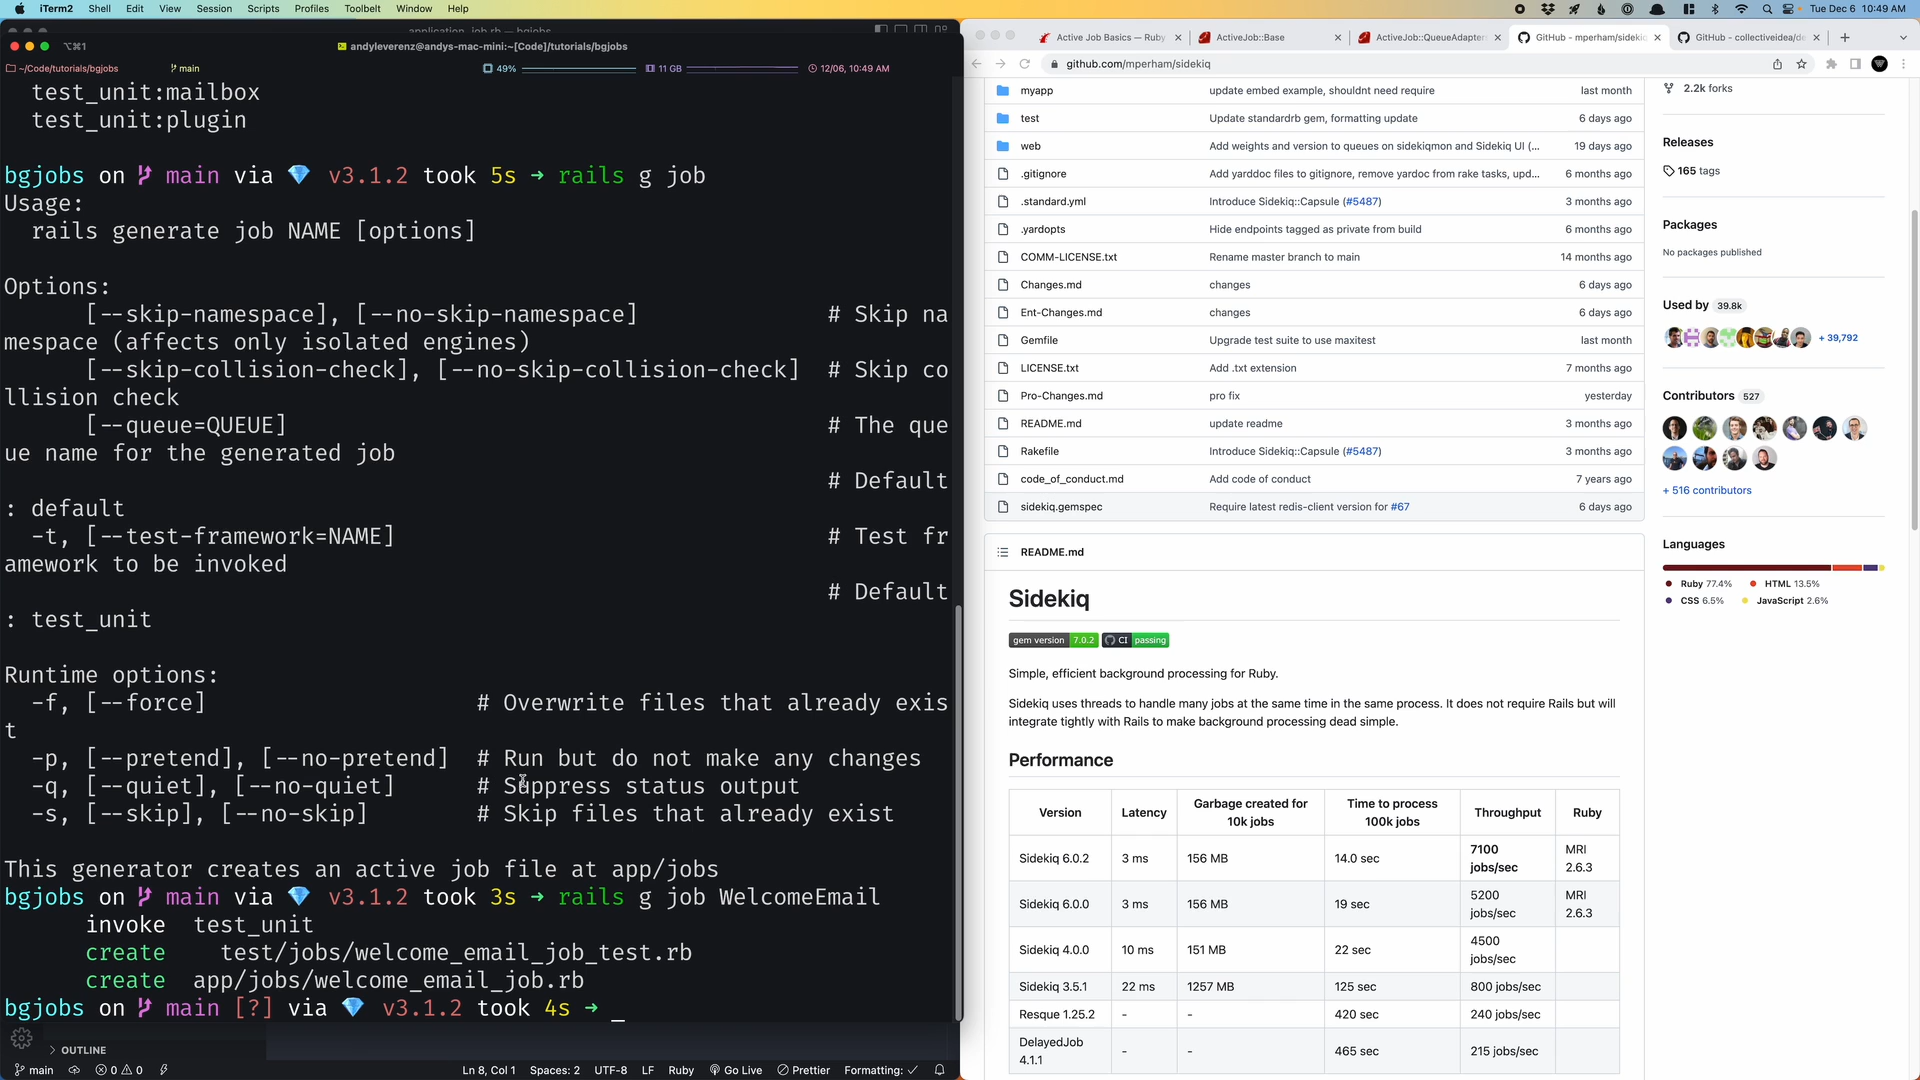 iTerm2 Shell Edit View Session Scripts Profiles Toolbelt Window Help Tue Dec 6 10:49 AM
application_job.rb — bgjobs
⌥⌘1 andyleverenz@andys-mac-mini:~[Code]/tutorials/bgjobs
~/Code/tutorials/bgjobs main 49% 11 GB 12/06, 10:49 AM
test_unit:mailbox
test_unit:plugin
bgjobs on main via v3.1.2 took 5s → rails g job
Usage:
rails generate job NAME [options]
Options:
[--skip-namespace], [--no-skip-namespace] # Skip na
mespace (affects only isolated engines)
[--skip-collision-check], [--no-skip-collision-check] # Skip co
llision check
[--queue=QUEUE] # The que
ue name for the generated job
# Default
: default
-t, [--test-framework=NAME] # Test fr
amework to be invoked
# Default
: test_unit
Runtime options:
-f, [--force] # Overwrite files that already exis
t
-p, [--pretend], [--no-pretend] # Run but do not make any changes
-q, [--quiet], [--no-quiet] # Suppress status output
-s, [--skip], [--no-skip] # Skip files that already exist
This generator creates an active job file at app/jobs
bgjobs on main via v3.1.2 took 3s → rails g job WelcomeEmail
invoke test_unit
create test/jobs/welcome_email_job_test.rb
create app/jobs/welcome_email_job.rb
bgjobs on main [?] via v3.1.2 took 4s → _
OUTLINE
main 0 0 Ln 8, Col 1 Spaces: 2 UTF-8 LF Ruby Go Live Prettier Formatting: ✓
Active Job Basics — Ruby ActiveJob::Base ActiveJob::QueueAdapters GitHub - mperham/sidekiq GitHub - collectiveidea/de
github.com/mperham/sidekiq
myapp update embed example, shouldnt need require last month
test Update standardrb gem, formatting update 6 days ago
web Add weights and version to queues on sidekiqmon and Sidekiq UI (... 19 days ago
.gitignore Add yarddoc files to gitignore, remove yardoc from rake tasks, upd... 6 months ago
.standard.yml Introduce Sidekiq::Capsule (#5487) 3 months ago
.yardopts Hide endpoints tagged as private from build 6 months ago
COMM-LICENSE.txt Rename master branch to main 14 months ago
Changes.md changes 6 days ago
Ent-Changes.md changes 6 days ago
Gemfile Upgrade test suite to use maxitest last month
LICENSE.txt Add .txt extension 7 months ago
Pro-Changes.md pro fix yesterday
README.md update readme 3 months ago
Rakefile Introduce Sidekiq::Capsule (#5487) 3 months ago
code_of_conduct.md Add code of conduct 7 years ago
sidekiq.gemspec Require latest redis-client version for #67 6 days ago
README.md
Sidekiq
gem version 7.0.2 CI passing
Simple, efficient background processing for Ruby.
Sidekiq uses threads to handle many jobs at the same time in the same process. It does not require Rails but will
integrate tightly with Rails to make background processing dead simple.
Performance
Version Latency Garbage created for 10k jobs Time to process 100k jobs Throughput Ruby
Sidekiq 6.0.2 3 ms 156 MB 14.0 sec 7100 jobs/sec MRI 2.6.3
Sidekiq 6.0.0 3 ms 156 MB 19 sec 5200 jobs/sec MRI 2.6.3
Sidekiq 4.0.0 10 ms 151 MB 22 sec 4500 jobs/sec
Sidekiq 3.5.1 22 ms 1257 MB 125 sec 800 jobs/sec
Resque 1.25.2 - - 420 sec 240 jobs/sec
DelayedJob 4.1.1 - - 465 sec 215 jobs/sec
2.2k forks
Releases
165 tags
Packages
No packages published
Used by 39.8k
+ 39,792
Contributors 527
+ 516 contributors
Languages
Ruby 77.4% HTML 13.5%
CSS 6.5% JavaScript 2.6%